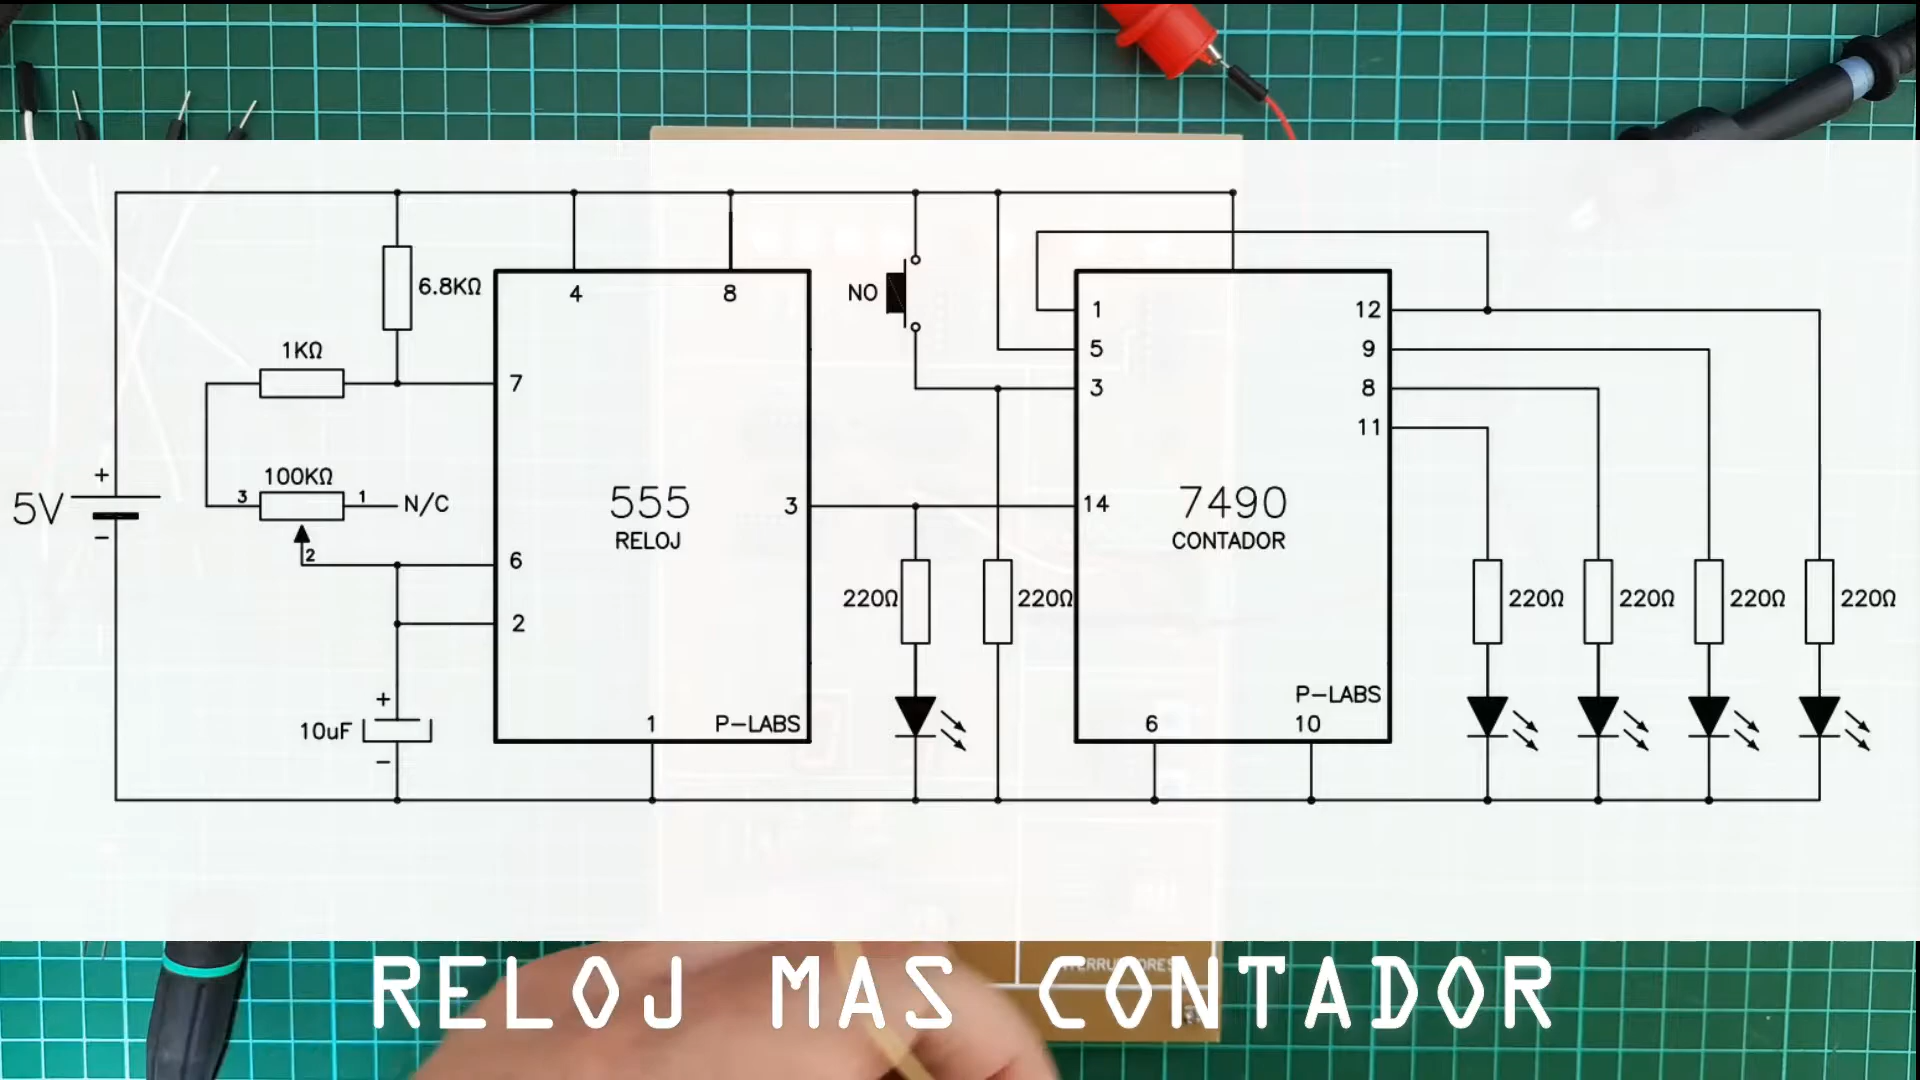 6.8KΩ
1KΩ
100KΩ
3
1
N/C
2
+
5V
−
+
10uF
−
4
8
7
6
2
3
1
555
RELOJ
P-LABS
NO
220Ω
220Ω
1
5
3
14
12
9
8
11
7490
CONTADOR
P-LABS
6
10
220Ω
220Ω
220Ω
220Ω
INTERRUPTORES
RELOJ MAS CONTADOR